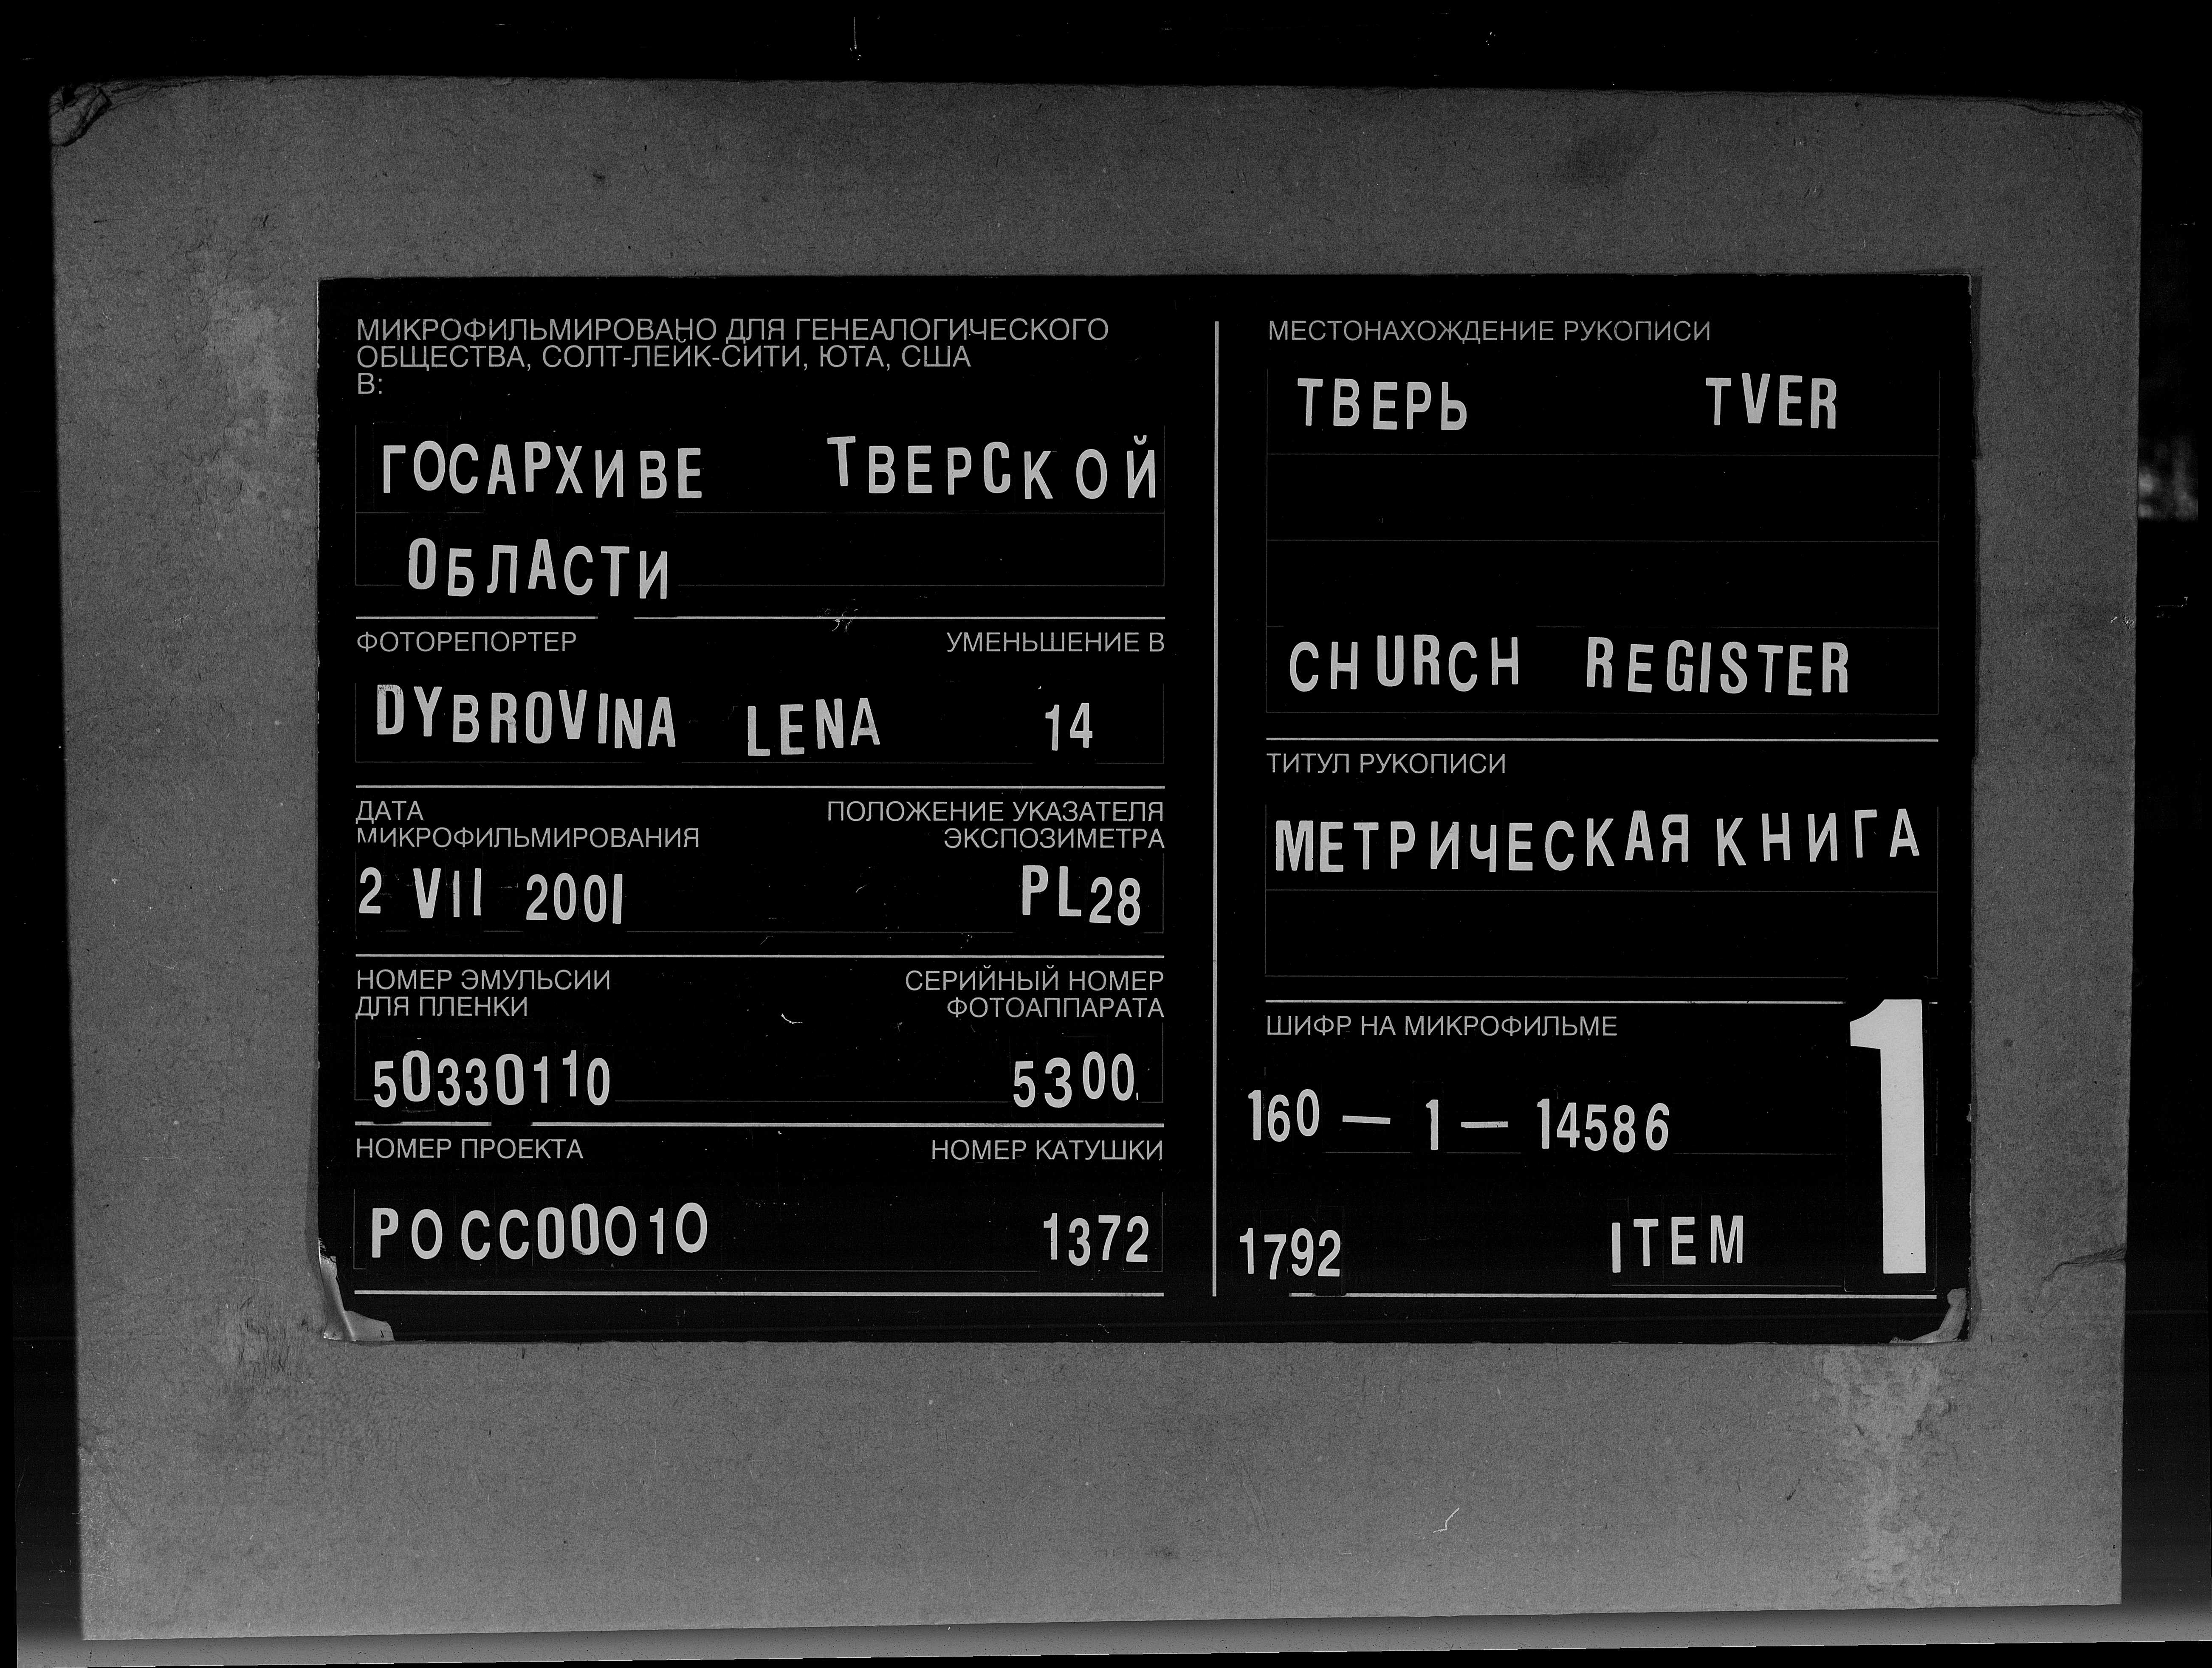 МИКРОФИЛЬМИРОВАНО ДЛЯ ГЕНЕАЛОГИЧЕСКОГО
ОБЩЕСТВА, СОЛТ-ЛЕЙК-СИТИ, ЮТА, США
В:
ГОСАРХИВЕ ТВЕРСКОЙ
ОБЛАСТИ
ФОТОРЕПОРТЕР УМЕНЬШЕНИЕ В
DYBROVINA LENA 14
ДАТА ПОЛОЖЕНИЕ УКАЗАТЕЛЯ
МИКРОФИЛЬМИРОВАНИЯ ЭКСПОЗИМЕТРА
2 VII 2001 PL28
НОМЕР ЭМУЛЬСИИ СЕРИЙНЫЙ НОМЕР
ДЛЯ ПЛЕНКИ ФОТОАППАРАТА
50330110 5300.
НОМЕР ПРОЕКТА НОМЕР КАТУШКИ
РОСС00010 1372
МЕСТОНАХОЖДЕНИЕ РУКОПИСИ
ТВЕРЬ TVER
CHURCH REGISTER
ТИТУЛ РУКОПИСИ
МЕТРИЧЕСКАЯ КНИГА
ШИФР НА МИКРОФИЛЬМЕ
160 — 1 — 14586
1792 ITEM 1